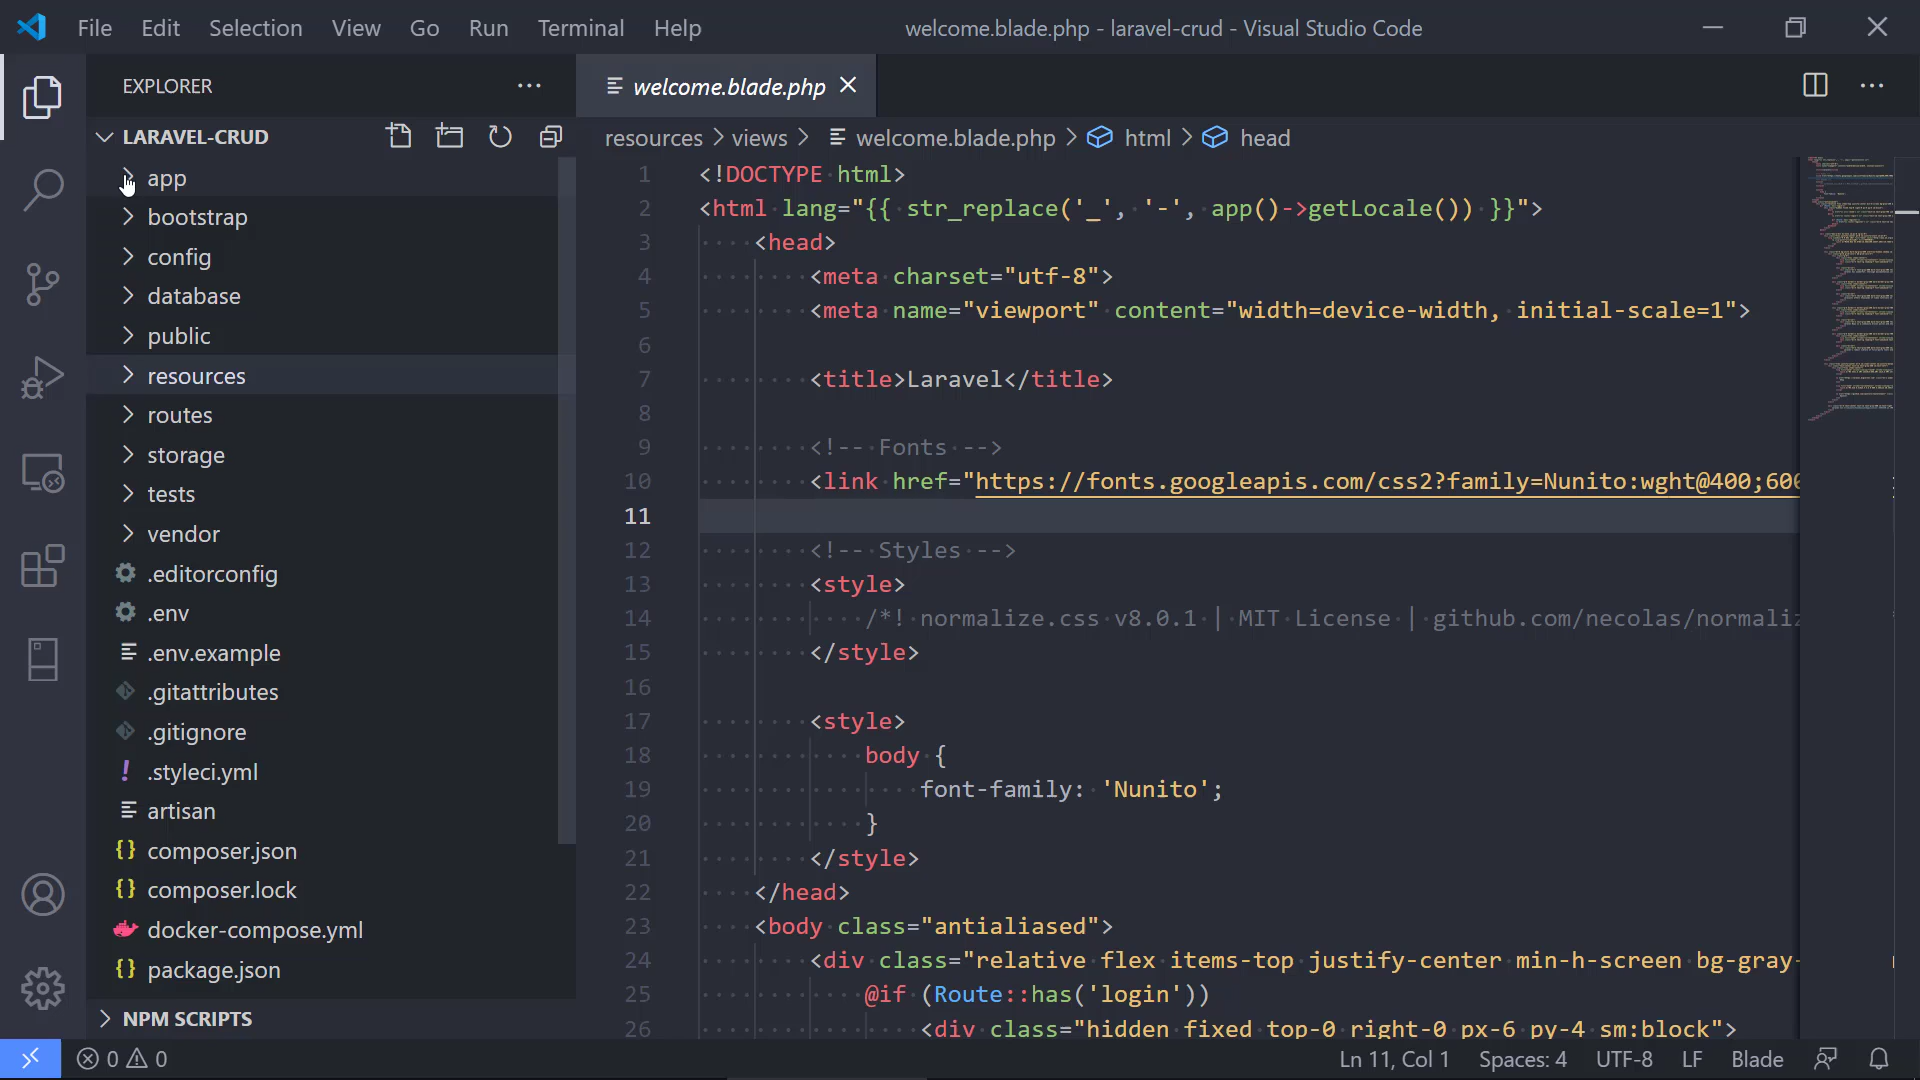 File Edit Selection View Go Run Terminal Help
welcome.blade.php - laravel-crud - Visual Studio Code
EXPLORER
LARAVEL-CRUD
app
bootstrap
config
database
public
resources
routes
storage
tests
vendor
.editorconfig
.env
.env.example
.gitattributes
.gitignore
.styleci.yml
artisan
composer.json
composer.lock
docker-compose.yml
package.json
NPM SCRIPTS
welcome.blade.php
resources > views > welcome.blade.php > html > head
1 <!DOCTYPE html>
2 <html lang="{{ str_replace('_', '-', app()->getLocale()) }}">
3 <head>
4 <meta charset="utf-8">
5 <meta name="viewport" content="width=device-width, initial-scale=1">
6
7 <title>Laravel</title>
8
9 <!-- Fonts -->
10 <link href="https://fonts.googleapis.com/css2?family=Nunito:wght@400;600
11
12 <!-- Styles -->
13 <style>
14 /*! normalize.css v8.0.1 | MIT License | github.com/necolas/normaliz
15 </style>
16
17 <style>
18 body {
19 font-family: 'Nunito';
20 }
21 </style>
22 </head>
23 <body class="antialiased">
24 <div class="relative flex items-top justify-center min-h-screen bg-gray-
25 @if (Route::has('login'))
26 <div class="hidden fixed top-0 right-0 px-6 py-4 sm:block">
0 0
Ln 11, Col 1 Spaces: 4 UTF-8 LF Blade